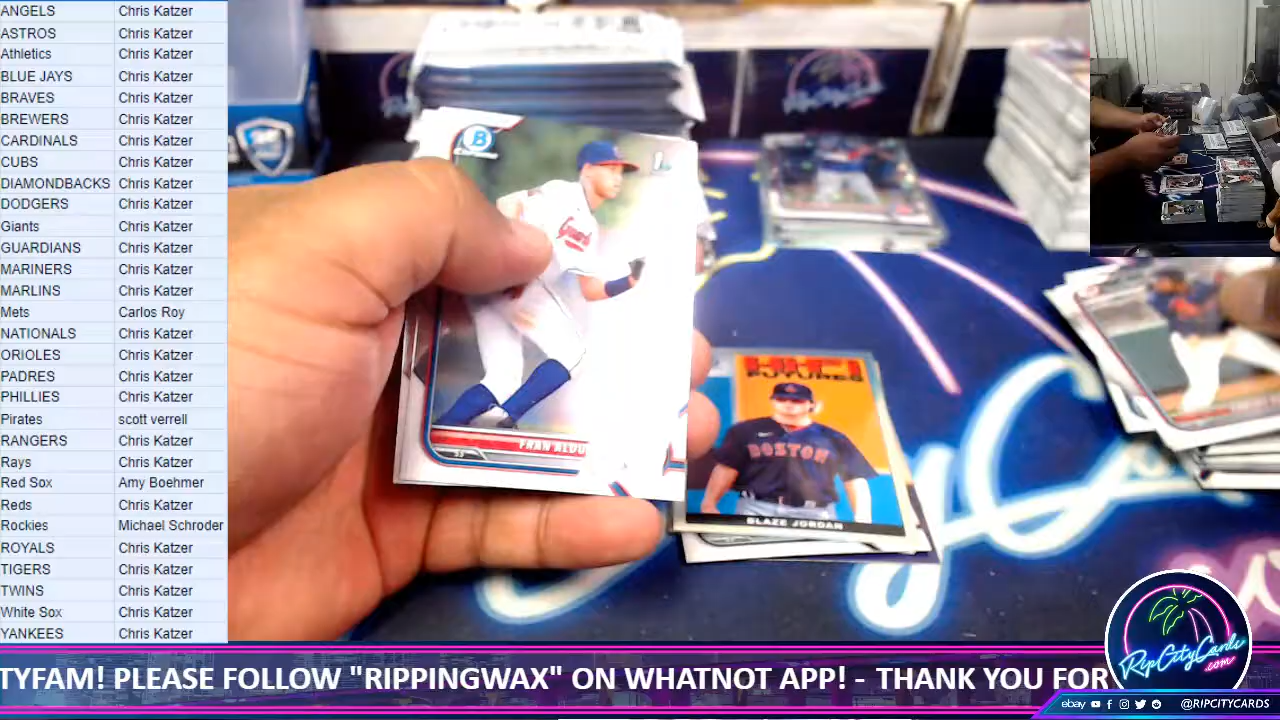 ANGELS Chris Katzer
ASTROS Chris Katzer
Athletics Chris Katzer
BLUE JAYS Chris Katzer
BRAVES Chris Katzer
BREWERS Chris Katzer
CARDINALS Chris Katzer
CUBS Chris Katzer
DIAMONDBACKS Chris Katzer
DODGERS Chris Katzer
Giants Chris Katzer
GUARDIANS Chris Katzer
MARINERS Chris Katzer
MARLINS Chris Katzer
Mets Carlos Roy
NATIONALS Chris Katzer
ORIOLES Chris Katzer
PADRES Chris Katzer
PHILLIES Chris Katzer
Pirates scott verrell
RANGERS Chris Katzer
Rays Chris Katzer
Red Sox Amy Boehmer
Reds Chris Katzer
Rockies Michael Schroder
ROYALS Chris Katzer
TIGERS Chris Katzer
TWINS Chris Katzer
White Sox Chris Katzer
YANKEES Chris Katzer
B
1st
FRAN ALDU
SS
FUTURES
BOSTON
BLAZE JORDAN
TYFAM! PLEASE FOLLOW "RIPPINGWAX" ON WHATNOT APP! - THANK YOU FOR
RipCityCards
.com
ebay @RIPCITYCARDS